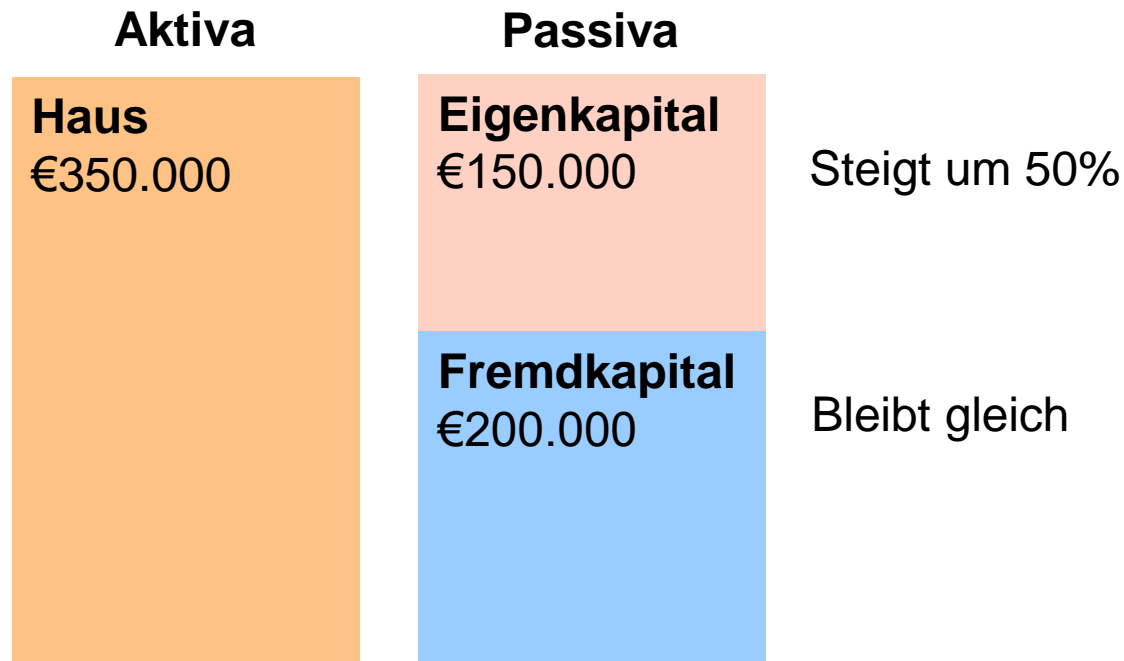 Aktiva
Passiva
Haus
€350.000
Eigenkapital
€150.000
Steigt um 50%
Fremdkapital
€200.000
Bleibt gleich